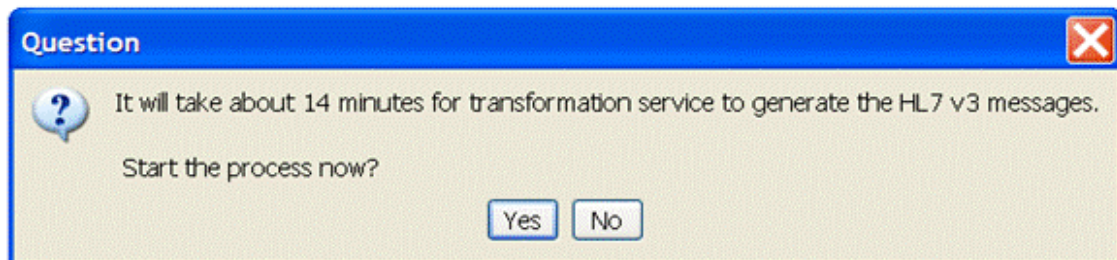 Question
It will take about 14 minutes for transformation service to generate the HL7 v3 messages.
Start the process now?
Yes No